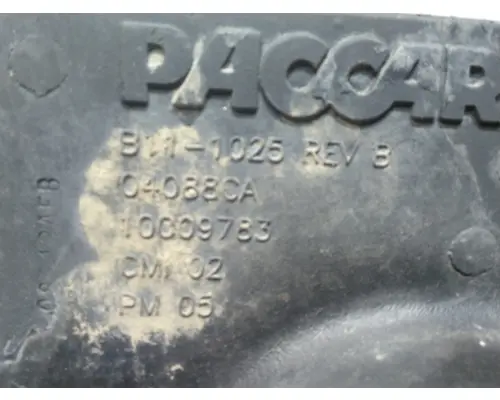 PACCAR
B11-1025 REV B
04088CA
10009783
CM 02
PM 05